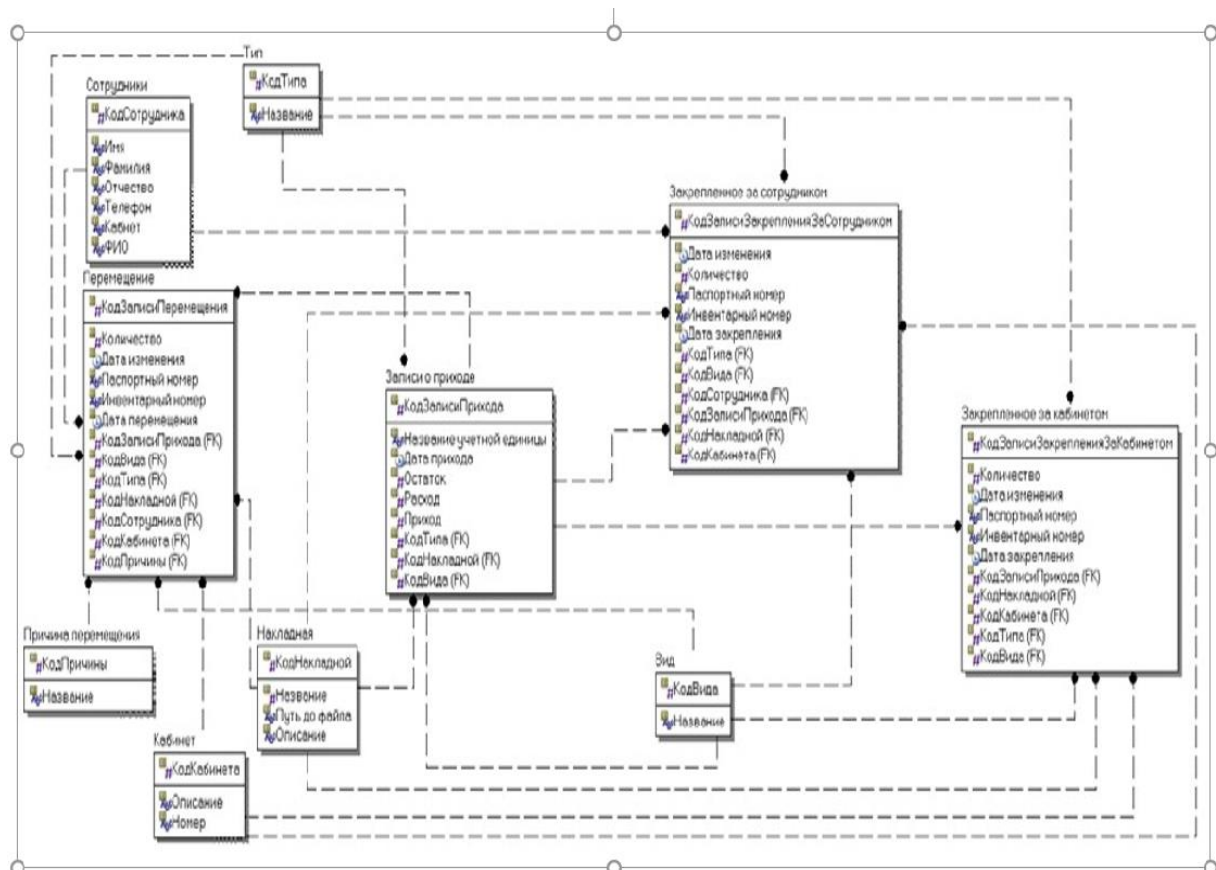 Тип
#КодТипа
Название
Сотрудники
#КодСотрудника
Имя
Фамилия
Отчество
Телефон
Кабнет
ФИО
Перемещение
#КодЗаписиПеремещения
#Количество
Дата изменения
Паспортный номер
Инвентарный номер
Дата перемещения
#КодЗаписиПрихода (FK)
#КодВида (FK)
#КодТипа (FK)
#КодНакладной (FK)
#КодСотрудника (FK)
#КодКабинета (FK)
#КодПричины (FK)
Записи о приходе
#КодЗаписиПрихода
Название учетной единицы
Дата прихода
#Остаток
#Расход
#Приход
#КодТипа (FK)
#КодНакладной (FK)
#КодВида (FK)
Закрепленное за сотрудником
#КодЗаписиЗакрепленияЗаСотрудником
Дата изменения
#Количество
Паспортный номер
Инвентарный номер
Дата закрепления
#КодТипа (FK)
#КодВида (FK)
#КодСотрудника (FK)
#КодЗаписиПрихода (FK)
#КодНакладной (FK)
#КодКабинета (FK)
Закрепленное за кабинетом
#КодЗаписиЗакрепленияЗаКабинетом
#Количество
Дата изменения
Паспортный номер
Инвентарный номер
Дата закрепления
#КодЗаписиПрихода (FK)
#КодНакладной (FK)
#КодКабинета (FK)
#КодТипа (FK)
#КодВида (FK)
Причина перемещения
#КодПричины
Название
Накладная
#КодНакладной
#Название
Путь до файла
Описание
Вид
#КодВида
Название
Кабинет
#КодКабинета
Описание
Номер